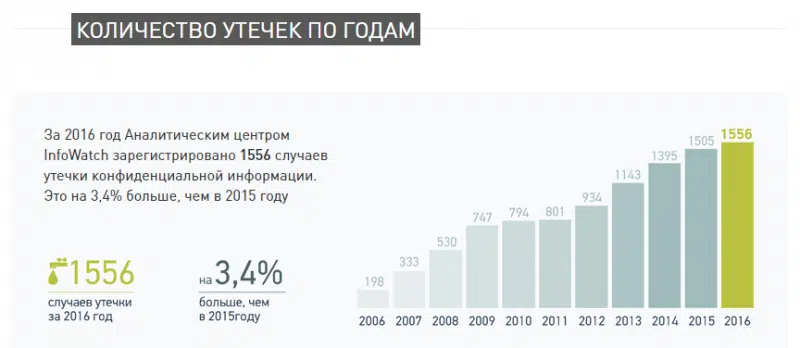 КОЛИЧЕСТВО УТЕЧЕК ПО ГОДАМ
За 2016 год Аналитическим центром
InfoWatch зарегистрировано 1556 случаев
утечки конфиденциальной информации.
Это на 3,4% больше, чем в 2015 году
1556
случаев утечки
за 2016 год
на 3,4%
больше, чем
в 2015году
198
333
530
747
794
801
934
1143
1395
1505
1556
2006 2007 2008 2009 2010 2011 2012 2013 2014 2015 2016